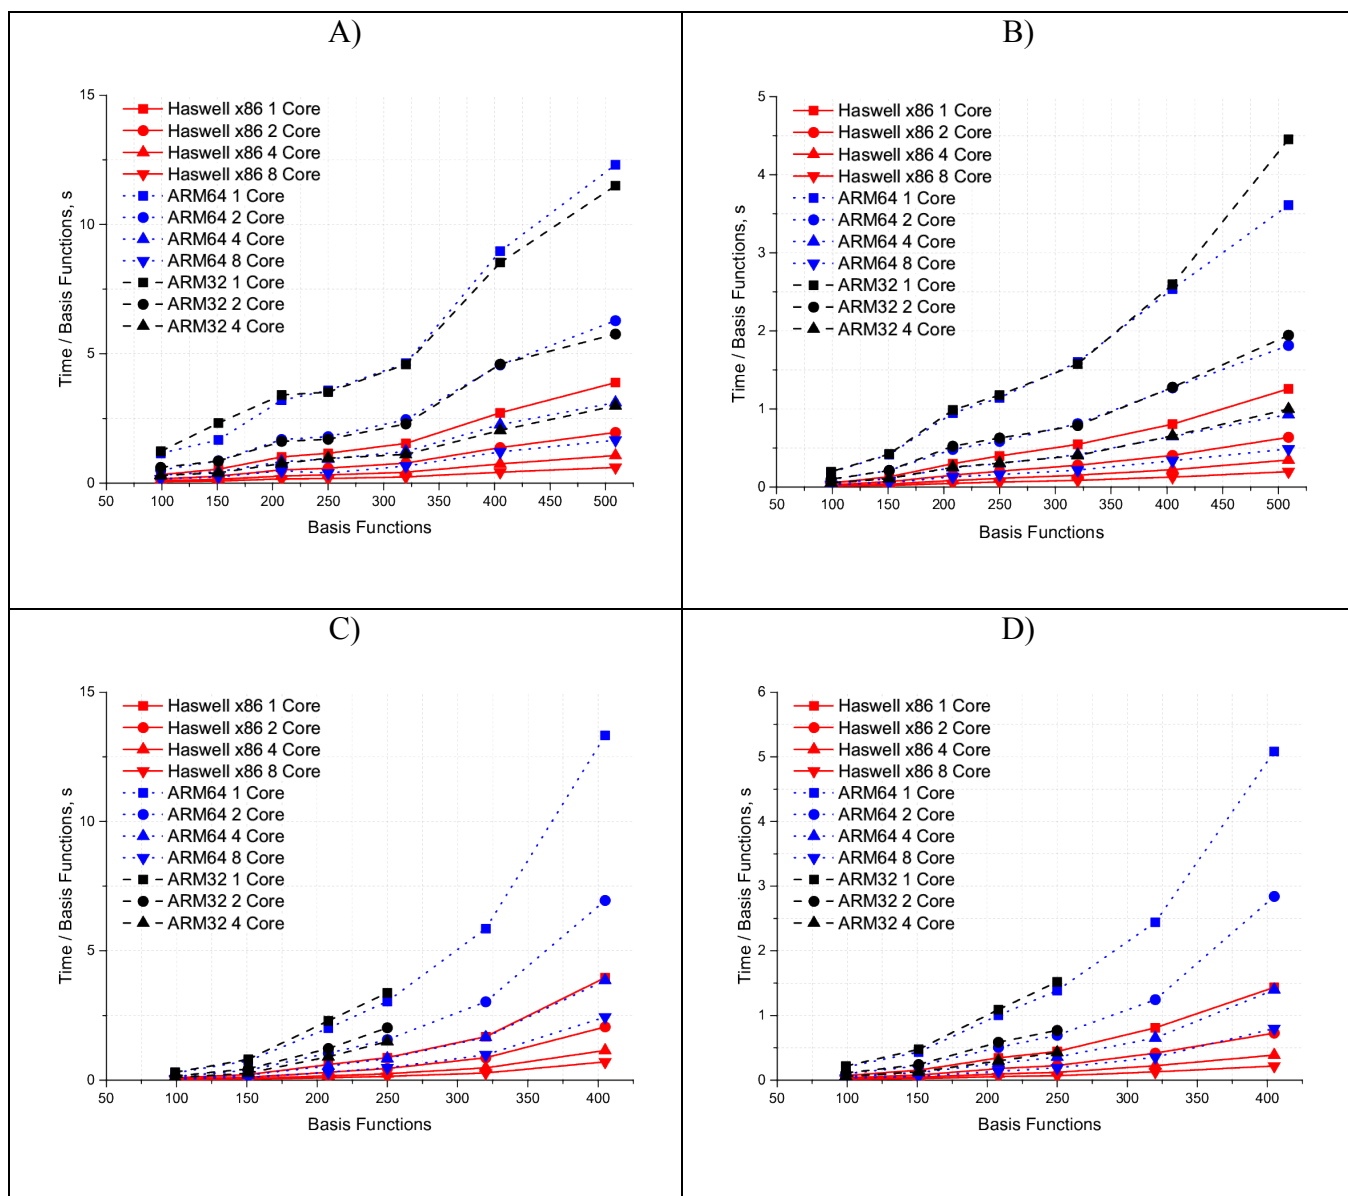 A)
15
10
5
0
Time / Basis Functions, s
Haswell x86 1 Core
Haswell x86 2 Core
Haswell x86 4 Core
Haswell x86 8 Core
ARM64 1 Core
ARM64 2 Core
ARM64 4 Core
ARM64 8 Core
ARM32 1 Core
ARM32 2 Core
ARM32 4 Core
50 100 150 200 250 300 350 400 450 500
Basis Functions
B)
5
4
3
2
1
0
Time / Basis Functions, s
Haswell x86 1 Core
Haswell x86 2 Core
Haswell x86 4 Core
Haswell x86 8 Core
ARM64 1 Core
ARM64 2 Core
ARM64 4 Core
ARM64 8 Core
ARM32 1 Core
ARM32 2 Core
ARM32 4 Core
50 100 150 200 250 300 350 400 450 500
Basis Functions
C)
15
10
5
0
Time / Basis Functions, s
Haswell x86 1 Core
Haswell x86 2 Core
Haswell x86 4 Core
Haswell x86 8 Core
ARM64 1 Core
ARM64 2 Core
ARM64 4 Core
ARM64 8 Core
ARM32 1 Core
ARM32 2 Core
ARM32 4 Core
50 100 150 200 250 300 350 400
Basis Functions
D)
6
5
4
3
2
1
0
Time / Basis Functions, s
Haswell x86 1 Core
Haswell x86 2 Core
Haswell x86 4 Core
Haswell x86 8 Core
ARM64 1 Core
ARM64 2 Core
ARM64 4 Core
ARM64 8 Core
ARM32 1 Core
ARM32 2 Core
ARM32 4 Core
50 100 150 200 250 300 350 400
Basis Functions